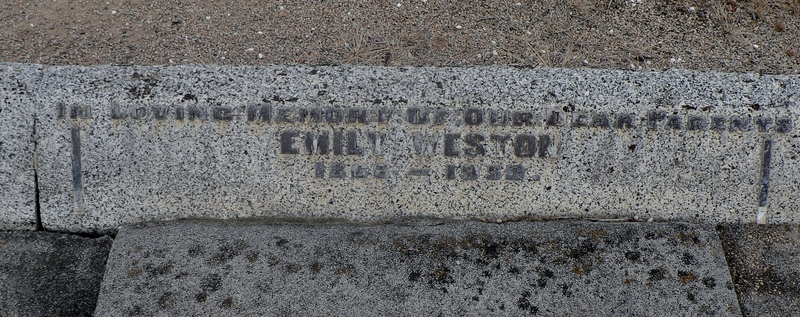 IN LOVING MEMORY OF OUR DEAR PARENTS
EMILY WESTON